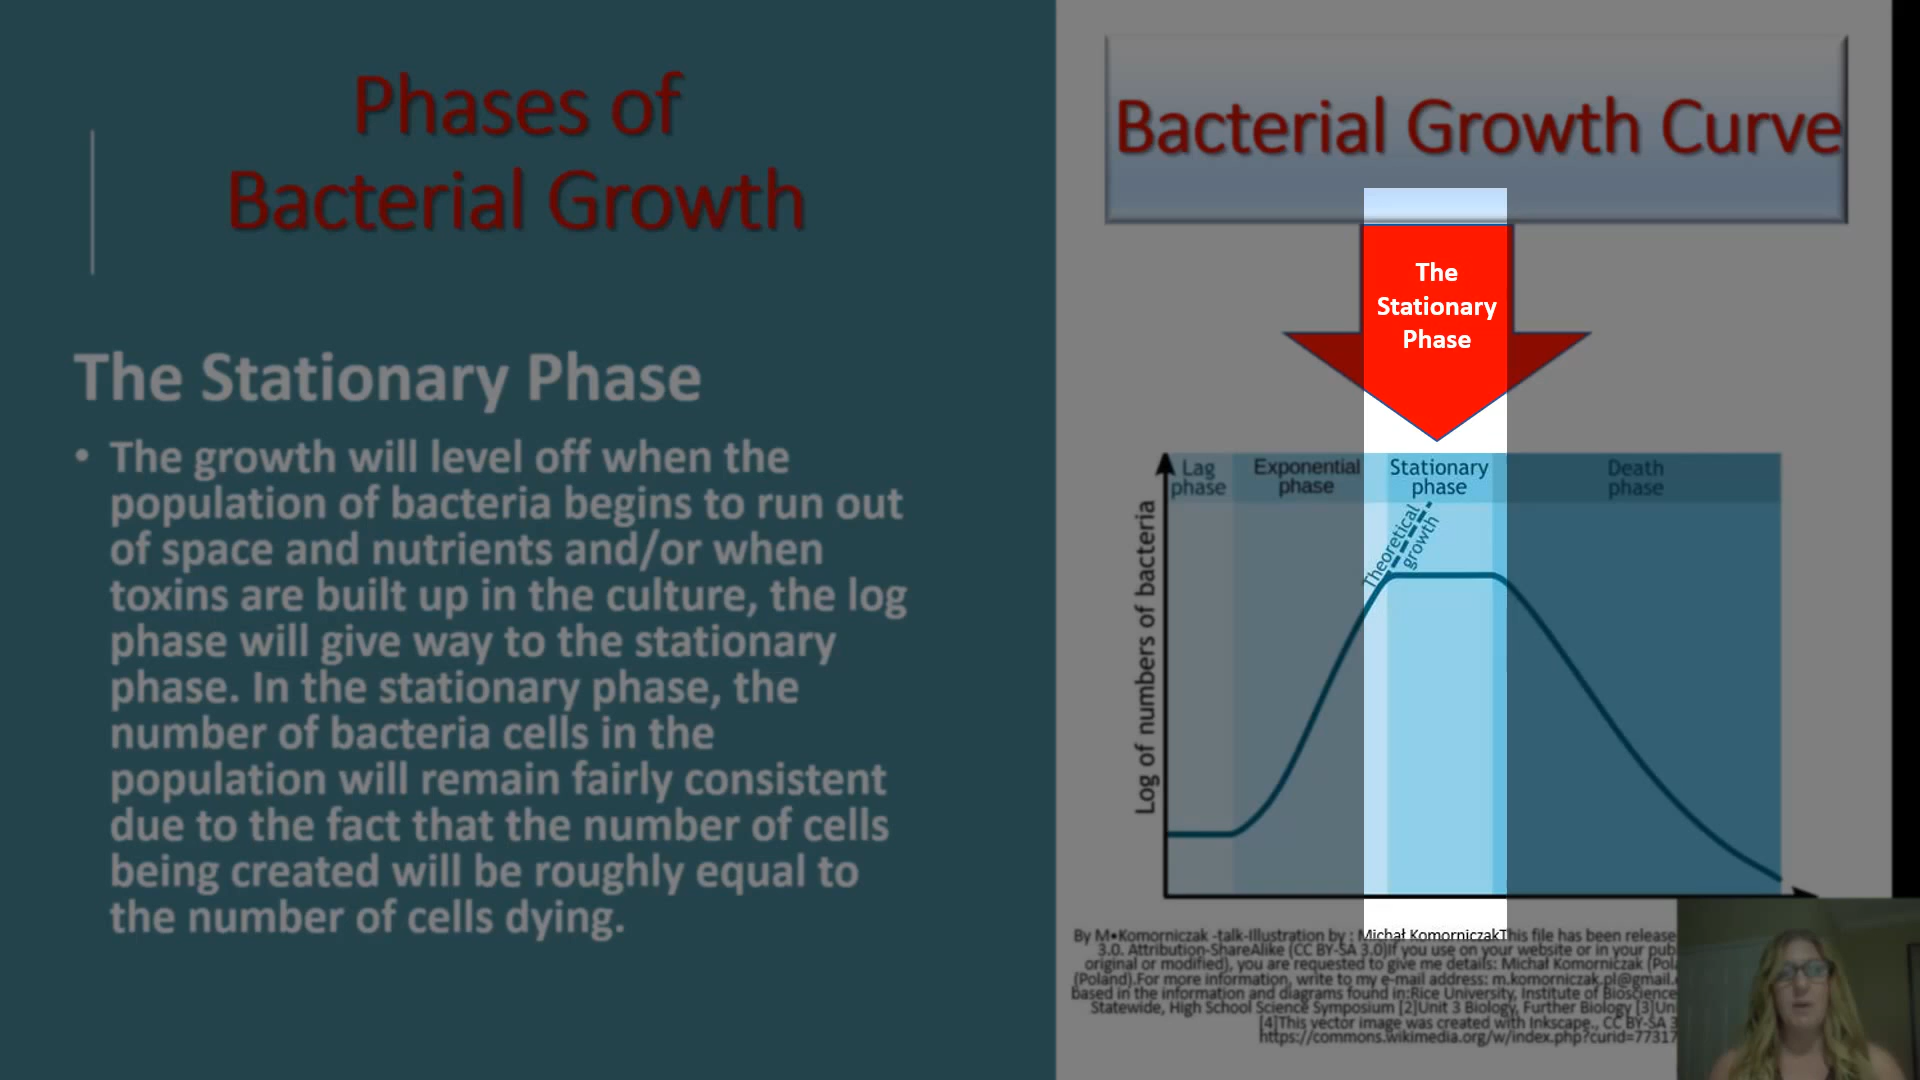 Phases of
Bacterial Growth
The Stationary Phase
• The growth will level off when the
population of bacteria begins to run out
of space and nutrients and/or when
toxins are built up in the culture, the log
phase will give way to the stationary
phase. In the stationary phase, the
number of bacteria cells in the
population will remain fairly consistent
due to the fact that the number of cells
being created will be roughly equal to
the number of cells dying.
Bacterial Growth Curve
The
Stationary
Phase
Lag
phase
Exponential
phase
Stationary
phase
Death
phase
Theoretical
growth
Log of numbers of bacteria
By M•Komorniczak -talk-Illustration by : Michał KomorniczakThis file has been release
3.0. Attribution-ShareAlike (CC BY-SA 3.0)If you use on your website or in your pub
original or modified), you are requested to give me details: Michał Komorniczak (Pola
(Poland).For more information, write to my e-mail address: m.komorniczak.pl@gmail.
based in the information and diagrams found in:Rice University, Institute of Bioscience
Statewide, High School Science Symposium [2]Unit 3 Biology, Further Biology [3]Uni
[4]This vector image was created with Inkscape., CC BY-SA 3
https://commons.wikimedia.org/w/index.php?curid=77317